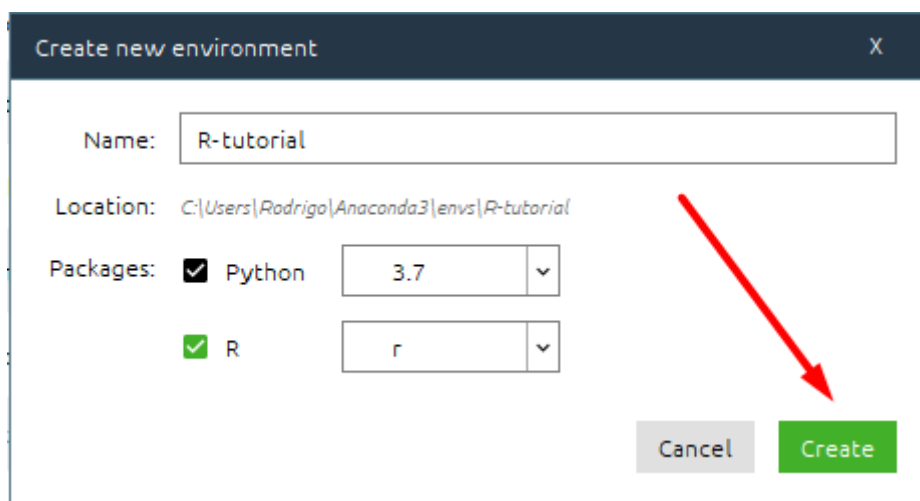 Create new environment X
Name: R-tutorial
Location: C:\Users\Rodrigo\Anaconda3\envs\R-tutorial
Packages: Python 3.7
R r
Cancel Create